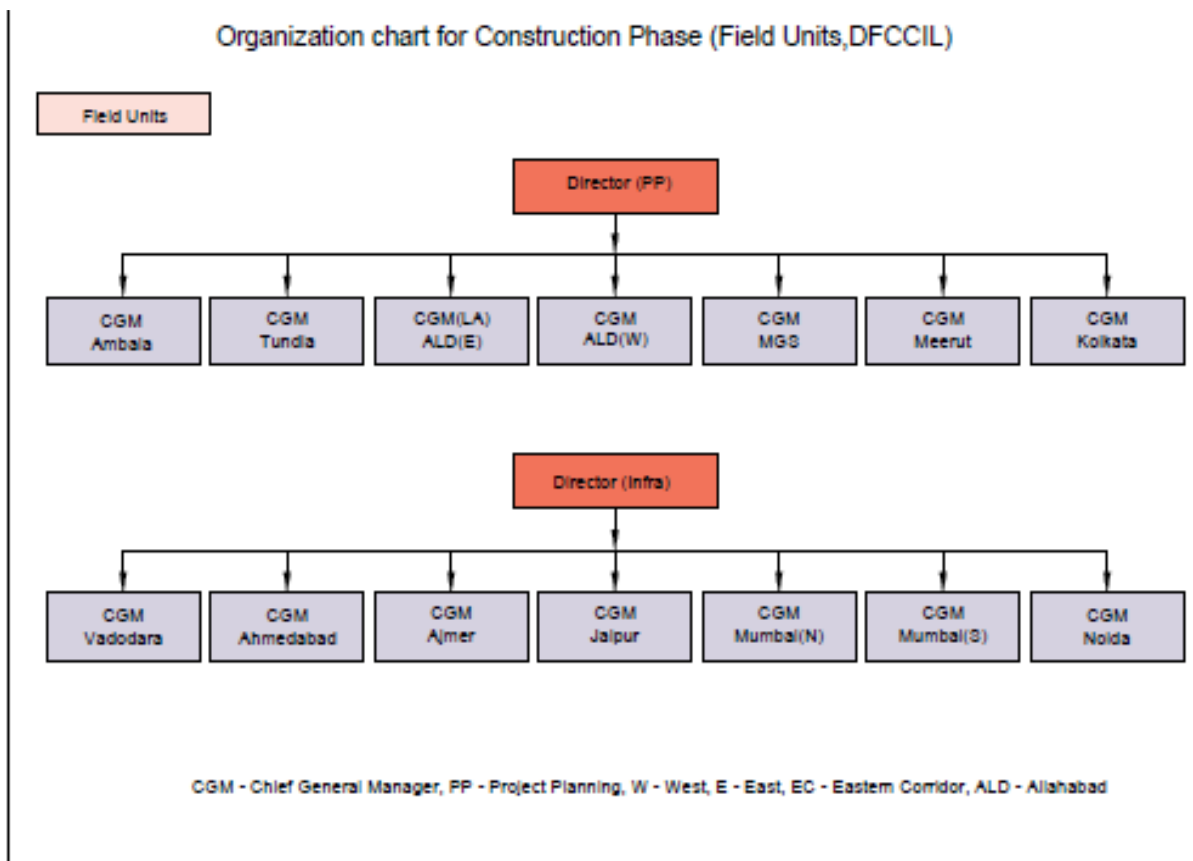 Organization chart for Construction Phase (Field Units,DFCCIL)
Field Units
Director (PP)
CGM
Ambala
CGM
Tundla
CGM(LA)
ALD(E)
CGM
ALD(W)
CGM
MGS
CGM
Meerut
CGM
Kolkata
Director (Infra)
CGM
Vadodara
CGM
Ahmedabad
CGM
Ajmer
CGM
Jaipur
CGM
Mumbai(N)
CGM
Mumbai(S)
CGM
Noida
CGM - Chief General Manager, PP - Project Planning, W - West, E - East, EC - Eastern Corridor, ALD - Allahabad